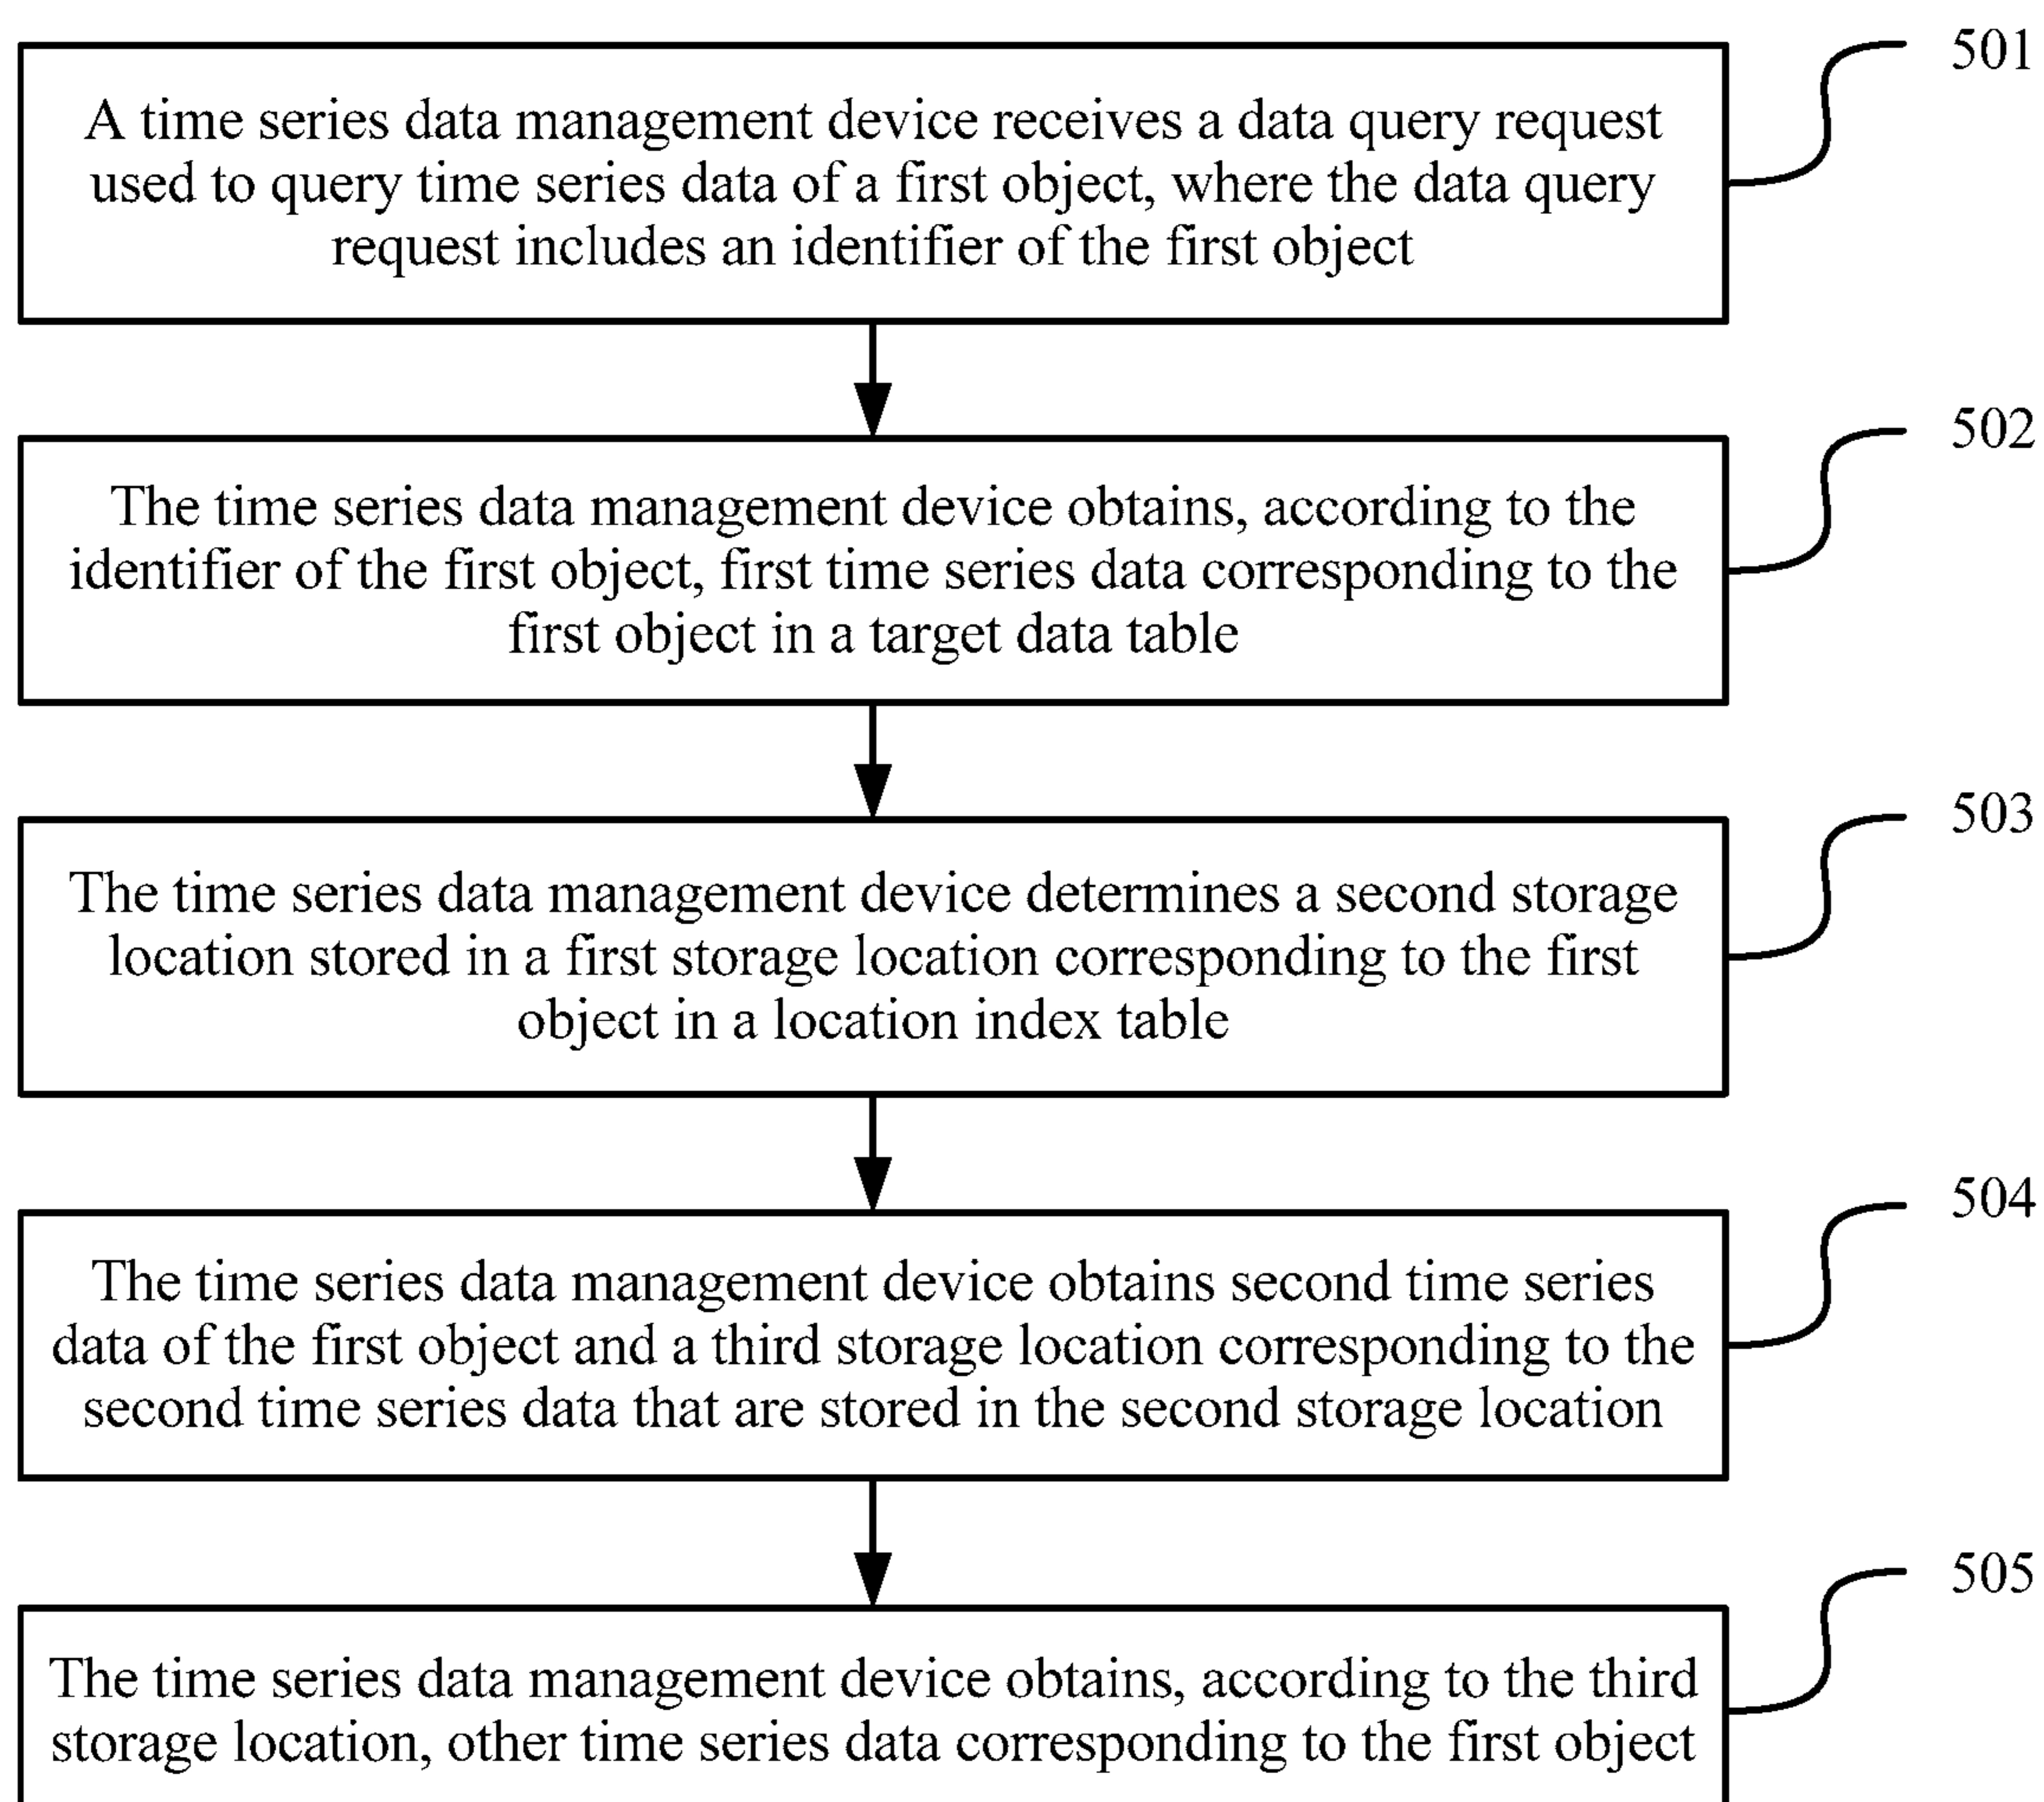 501
A time series data management device receives a data query request
used to query time series data of a first object, where the data query
request includes an identifier of the first object
502
The time series data management device obtains, according to the
identifier of the first object, first time series data corresponding to the
first object in a target data table
503
The time series data management device determines a second storage
location stored in a first storage location corresponding to the first
object in a location index table
504
The time series data management device obtains second time series
data of the first object and a third storage location corresponding to the
second time series data that are stored in the second storage location
505
The time series data management device obtains, according to the third
storage location, other time series data corresponding to the first object